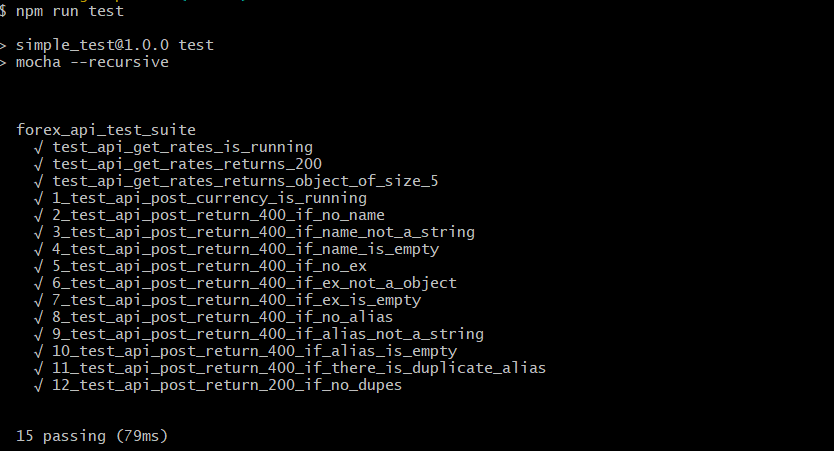 $ npm run test
> simple_test@1.0.0 test
> mocha --recursive
forex_api_test_suite
√ test_api_get_rates_is_running
√ test_api_get_rates_returns_200
√ test_api_get_rates_returns_object_of_size_5
√ 1_test_api_post_currency_is_running
√ 2_test_api_post_return_400_if_no_name
√ 3_test_api_post_return_400_if_name_not_a_string
√ 4_test_api_post_return_400_if_name_is_empty
√ 5_test_api_post_return_400_if_no_ex
√ 6_test_api_post_return_400_if_ex_not_a_object
√ 7_test_api_post_return_400_if_ex_is_empty
√ 8_test_api_post_return_400_if_no_alias
√ 9_test_api_post_return_400_if_alias_not_a_string
√ 10_test_api_post_return_400_if_alias_is_empty
√ 11_test_api_post_return_400_if_there_is_duplicate_alias
√ 12_test_api_post_return_200_if_no_dupes
15 passing (79ms)